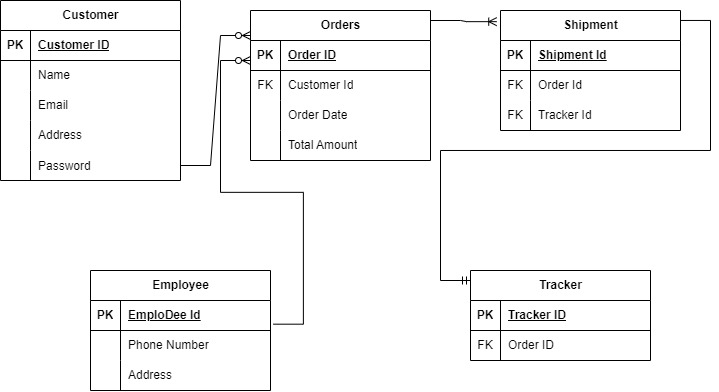 Customer
PK Customer ID
Name
Email
Address
Password
Orders
PK Order ID
FK Customer Id
Order Date
Total Amount
Shipment
PK Shipment Id
FK Order Id
FK Tracker Id
Employee
PK EmploDee Id
Phone Number
Address
Tracker
PK Tracker ID
FK Order ID